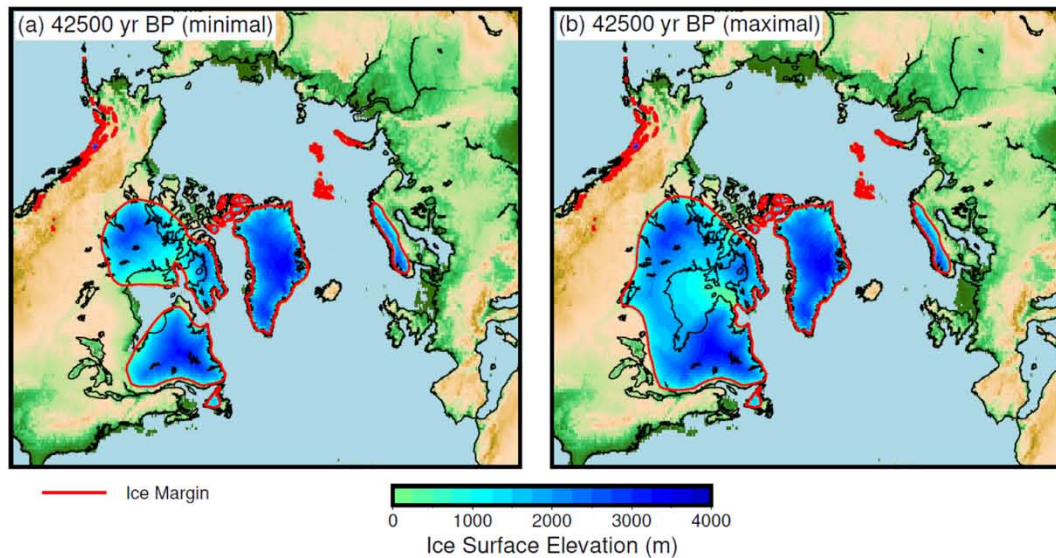 (a) 42500 yr BP (minimal)
(b) 42500 yr BP (maximal)
Ice Margin
0 1000 2000 3000 4000
Ice Surface Elevation (m)